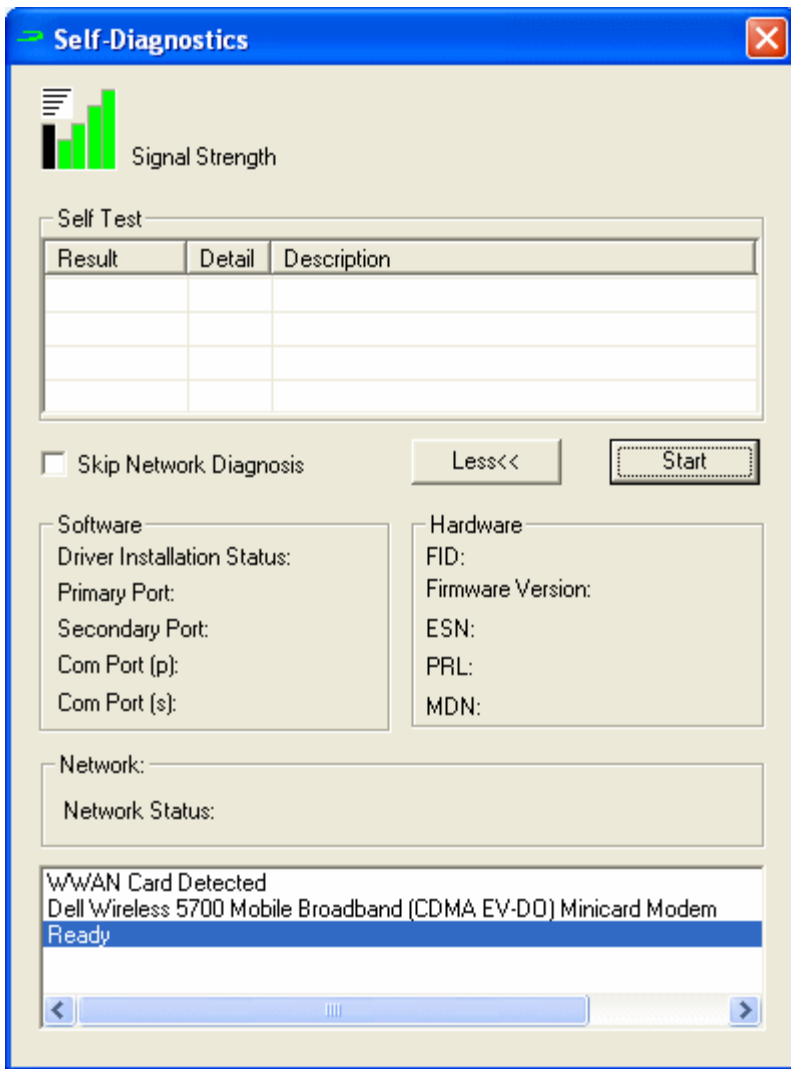 Self-Diagnostics
Signal Strength
Self Test
Result Detail Description
Skip Network Diagnosis Less<< Start
Software
Driver Installation Status:
Primary Port:
Secondary Port:
Com Port (p):
Com Port (s):
Hardware
FID:
Firmware Version:
ESN:
PRL:
MDN:
Network:
Network Status:
WWAN Card Detected
Dell Wireless 5700 Mobile Broadband (CDMA EV-DO) Minicard Modem
Ready